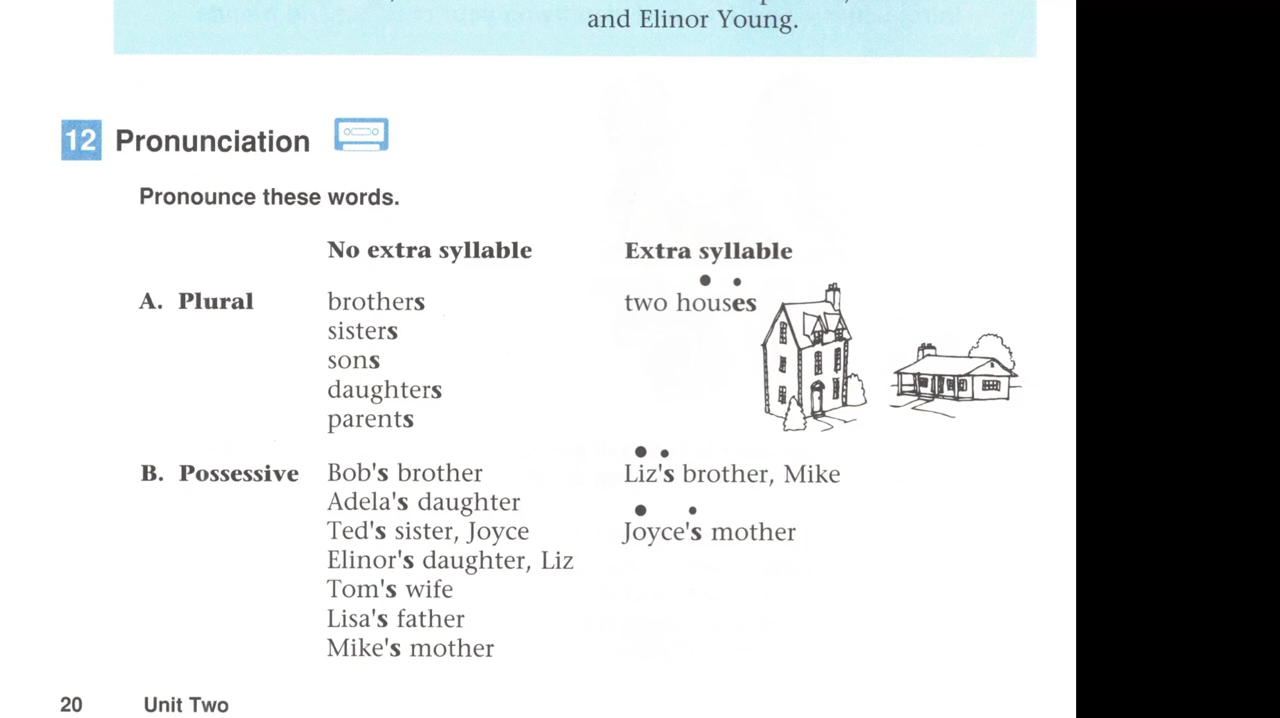 and Elinor Young.
12 Pronunciation
Pronounce these words.
No extra syllable Extra syllable
A. Plural brothers two houses
sisters
sons
daughters
parents
B. Possessive Bob's brother Liz's brother, Mike
Adela's daughter
Ted's sister, Joyce Joyce's mother
Elinor's daughter, Liz
Tom's wife
Lisa's father
Mike's mother
20 Unit Two